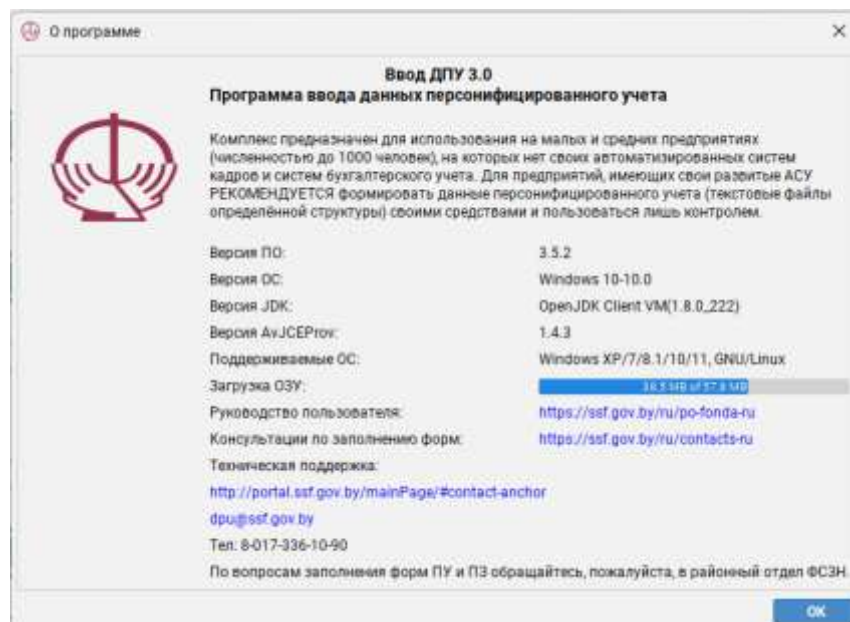 О программе
Ввод ДПУ 3.0
Программа ввода данных персонифицированного учета
Комплекс предназначен для использования на малых и средних предприятиях
(численностью до 1000 человек), на которых нет своих автоматизированных систем
кадров и систем бухгалтерского учета. Для предприятий, имеющих свои развитые АСУ
РЕКОМЕНДУЕТСЯ формировать данные персонифицированного учета (текстовые файлы
определённой структуры) своими средствами и пользоваться лишь контролем.
Версия ПО: 3.5.2
Версия ОС: Windows 10-10.0
Версия JDK: OpenJDK Client VM(1.8.0_222)
Версия AvJCEProv: 1.4.3
Поддерживаемые ОС: Windows XP/7/8.1/10/11, GNU/Linux
Загрузка ОЗУ: MB of MB
Руководство пользователя: https://ssf.gov.by/ru/po-fonda-ru
Консультации по заполнению форм: https://ssf.gov.by/ru/contacts-ru
Техническая поддержка:
http://portal.ssf.gov.by/mainPage/#contact-anchor
dpu@ssf.gov.by
Тел: 8-017-336-10-90
По вопросам заполнения форм ПУ и ПЗ обращайтесь, пожалуйста, в районный отдел ФСЗН.
ОК